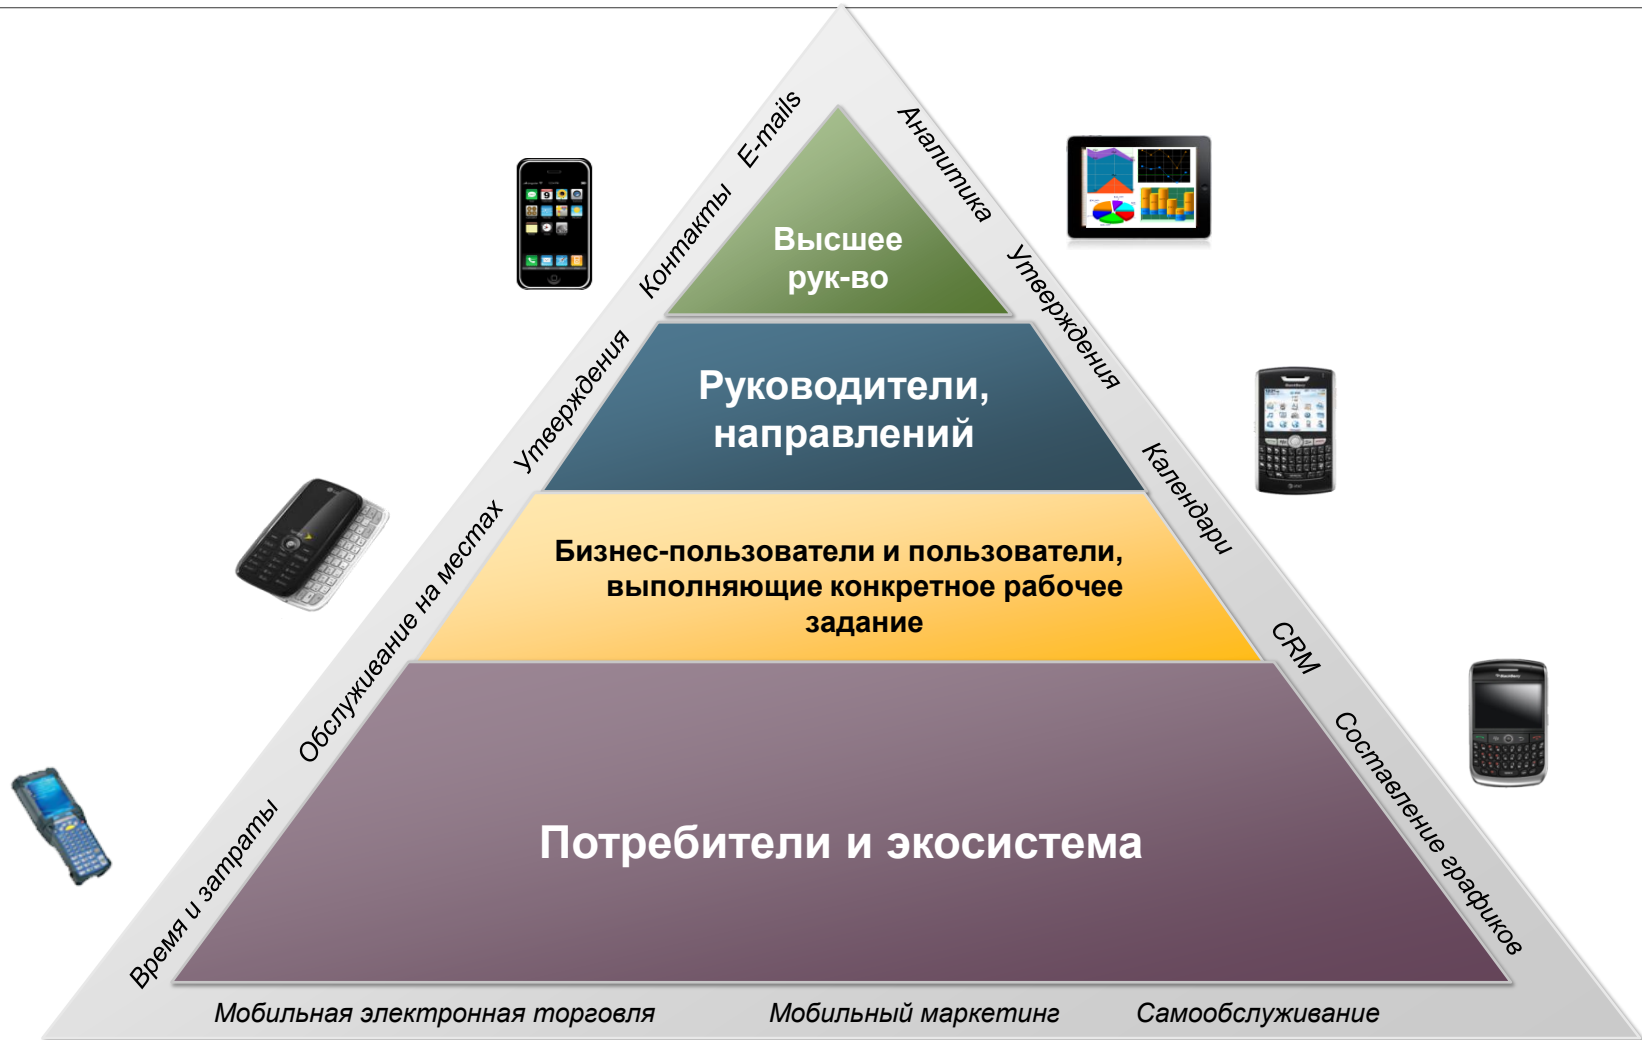 E-mails
Контакты
Утверждения
Обслуживание на местах
Время и затраты
Аналитика
Утверждения
Календари
CRM
Составление графиков
Высшее
рук-во
Руководители,
направлений
Бизнес-пользователи и пользователи,
выполняющие конкретное рабочее
задание
Потребители и экосистема
Мобильная электронная торговля
Мобильный маркетинг
Самообслуживание